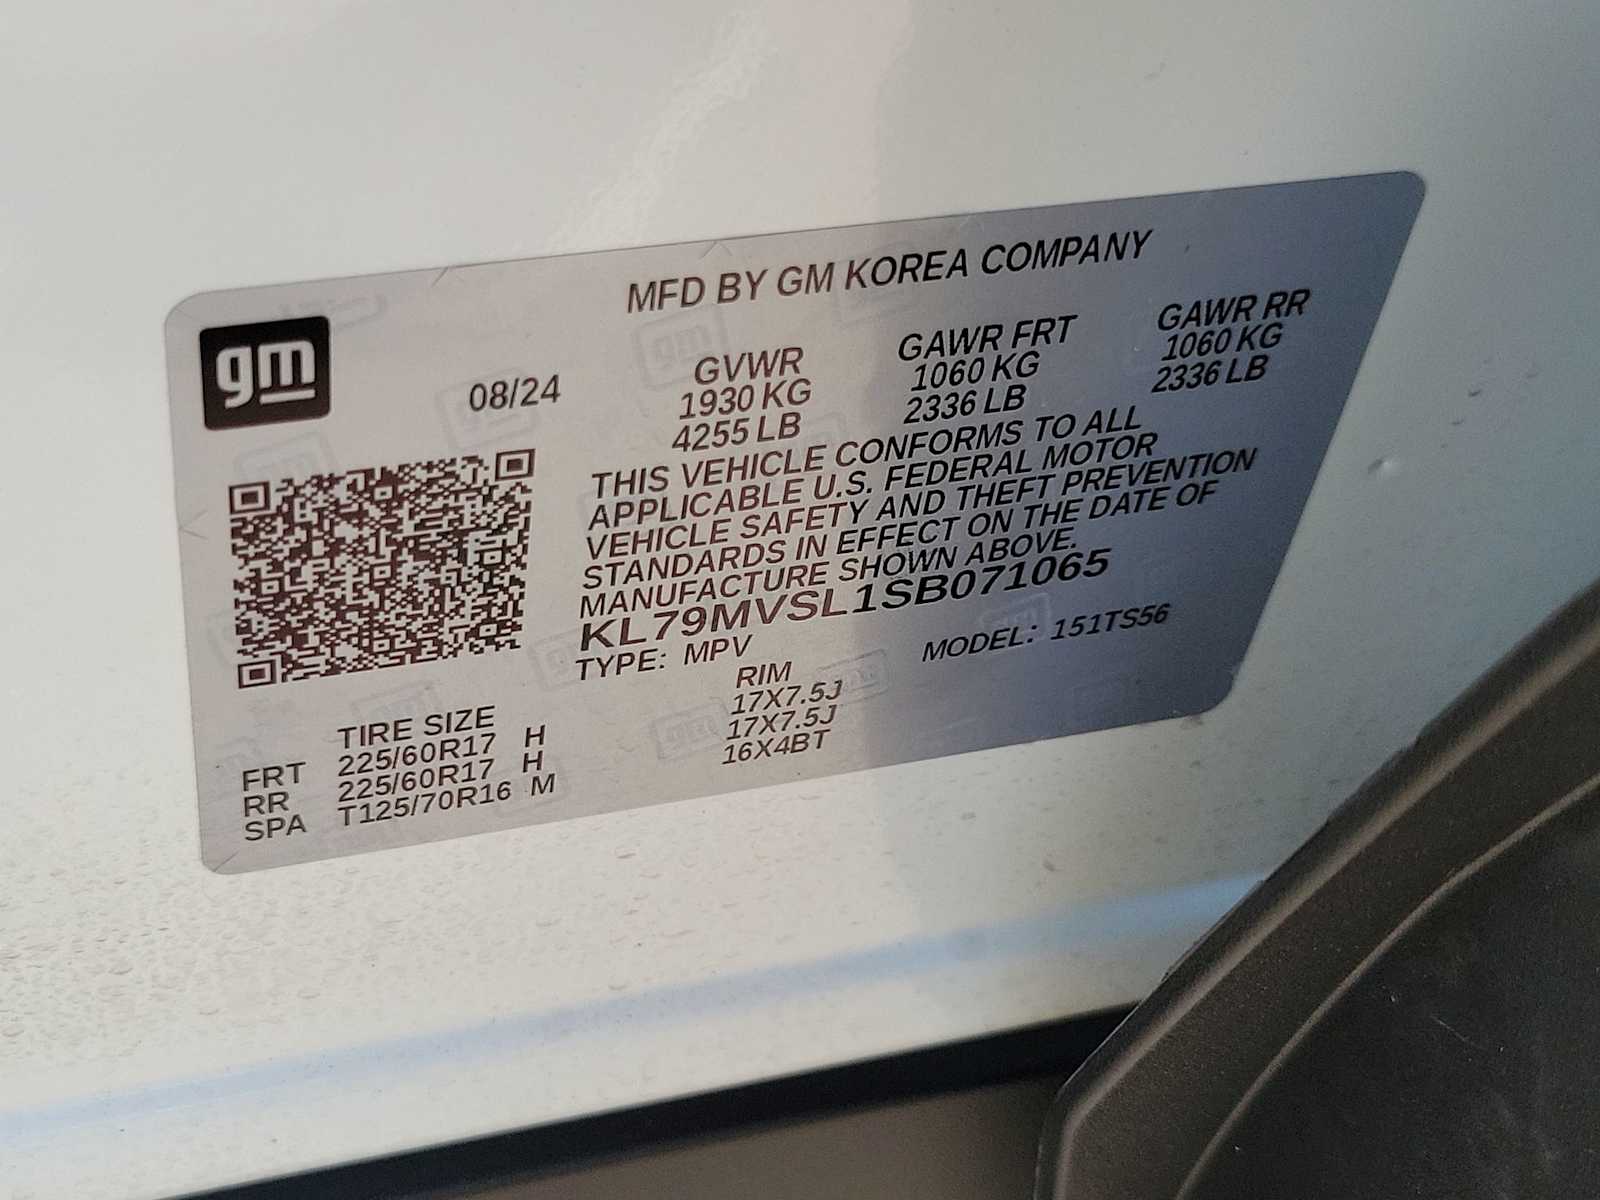 MFD BY GM KOREA COMPANY
gm
08/24
GVWR GAWR FRT GAWR RR
1930 KG 1060 KG 1060 KG
4255 LB 2336 LB 2336 LB
THIS VEHICLE CONFORMS TO ALL
APPLICABLE U.S. FEDERAL MOTOR
VEHICLE SAFETY AND THEFT PREVENTION
STANDARDS IN EFFECT ON THE DATE OF
MANUFACTURE SHOWN ABOVE.
KL79MVSL1SB071065
TYPE: MPV MODEL: 151TS56
TIRE SIZE RIM
FRT 225/60R17 H 17X7.5J
RR 225/60R17 H 17X7.5J
SPA T125/70R16 M 16X4BT